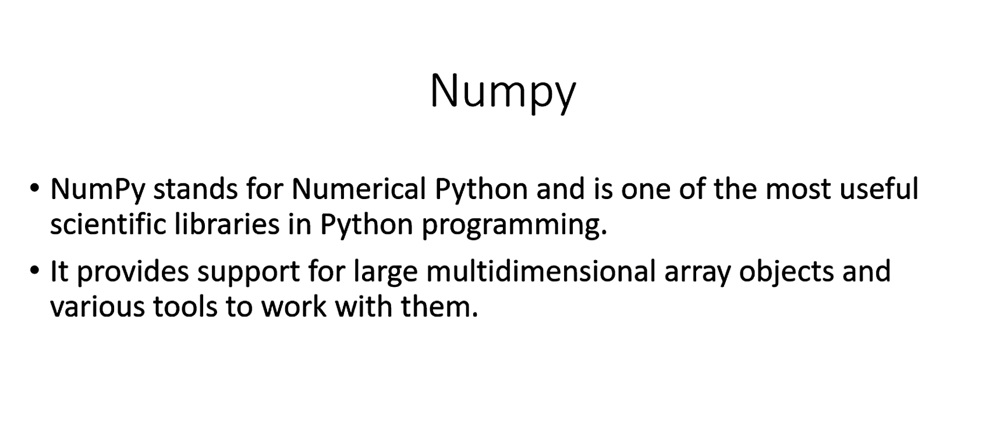 Numpy
• NumPy stands for Numerical Python and is one of the most useful
scientific libraries in Python programming.
• It provides support for large multidimensional array objects and
various tools to work with them.